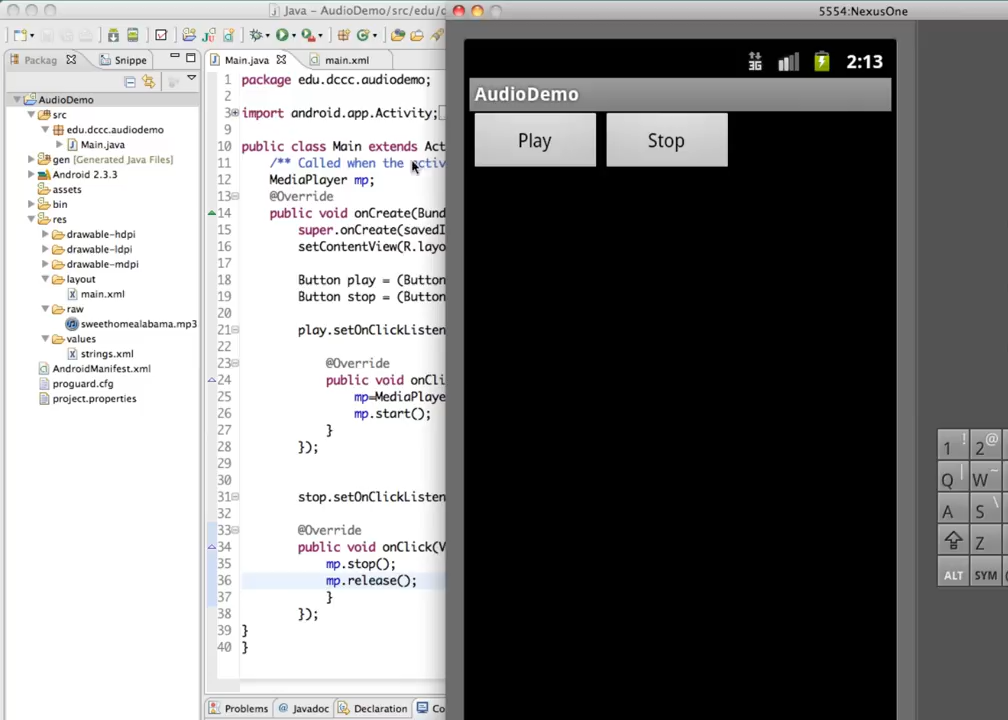 Java - AudioDemo/src/edu/d
5554:NexusOne
Packag
Snippe
Main.java
main.xml
AudioDemo
src
edu.dccc.audiodemo
Main.java
gen [Generated Java Files]
Android 2.3.3
assets
bin
res
drawable-hdpi
drawable-ldpi
drawable-mdpi
layout
main.xml
raw
sweethomealabama.mp3
values
strings.xml
AndroidManifest.xml
proguard.cfg
project.properties
1 package edu.dccc.audiodemo;
2
3 import android.app.Activity;
9
10 public class Main extends Act
11 /** Called when the activ
12 MediaPlayer mp;
13 @Override
14 public void onCreate(Bund
15 super.onCreate(savedI
16 setContentView(R.layo
17
18 Button play = (Button
19 Button stop = (Button
20
21 play.setOnClickListen
22
23 @Override
24 public void onCli
25 mp=MediaPlaye
26 mp.start();
27 }
28 });
29
30
31 stop.setOnClickListen
32
33 @Override
34 public void onClick(V
35 mp.stop();
36 mp.release();
37 }
38 });
39 }
40 }
Problems
@ Javadoc
Declaration
Co
3G
2:13
AudioDemo
Play
Stop
1 ! 2 @
Q | W ~
A S \
Z
ALT SYM